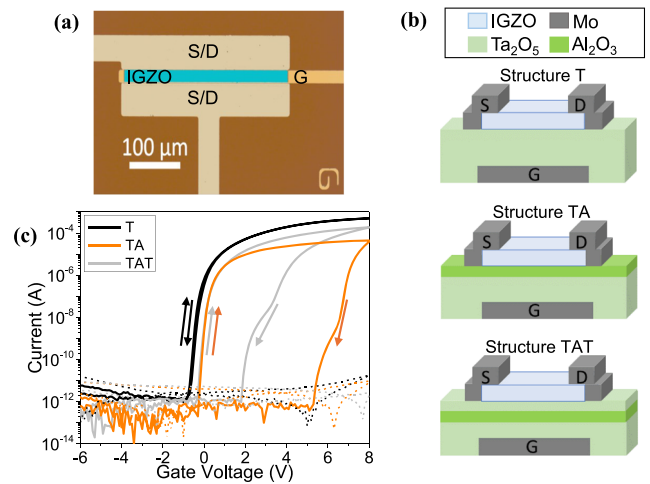 (a)
S/D
IGZO
G
S/D
100 µm
(b)
IGZO
Mo
Ta2O5
Al2O3
Structure T
S
D
G
Structure TA
S
D
G
Structure TAT
S
D
G
(c)
T
TA
TAT
Current (A)
10⁻⁴
10⁻⁶
10⁻⁸
10⁻¹⁰
10⁻¹²
10⁻¹⁴
-6
-4
-2
0
2
4
6
8
Gate Voltage (V)